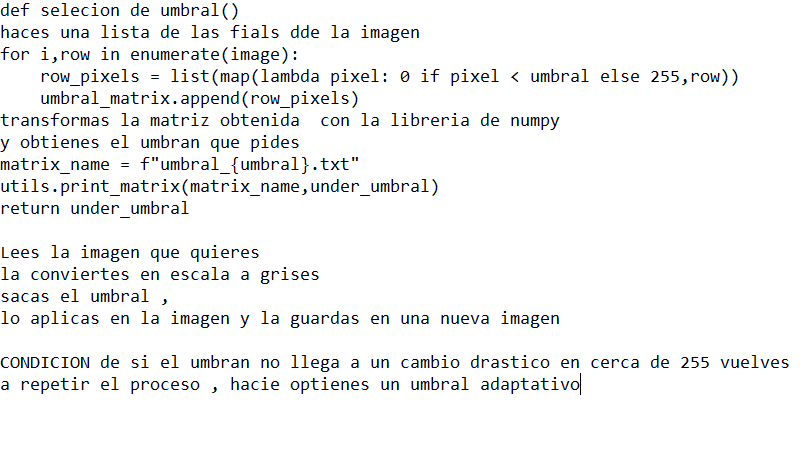 def selecion de umbral()
haces una lista de las fials dde la imagen
for i,row in enumerate(image):
    row_pixels = list(map(lambda pixel: 0 if pixel < umbral else 255,row))
    umbral_matrix.append(row_pixels)
transformas la matriz obtenida  con la libreria de numpy
y obtienes el umbran que pides
matrix_name = f"umbral_{umbral}.txt"
utils.print_matrix(matrix_name,under_umbral)
return under_umbral

Lees la imagen que quieres
la conviertes en escala a grises
sacas el umbral ,
lo aplicas en la imagen y la guardas en una nueva imagen

CONDICION de si el umbran no llega a un cambio drastico en cerca de 255 vuelves
a repetir el proceso , hacie optienes un umbral adaptativo